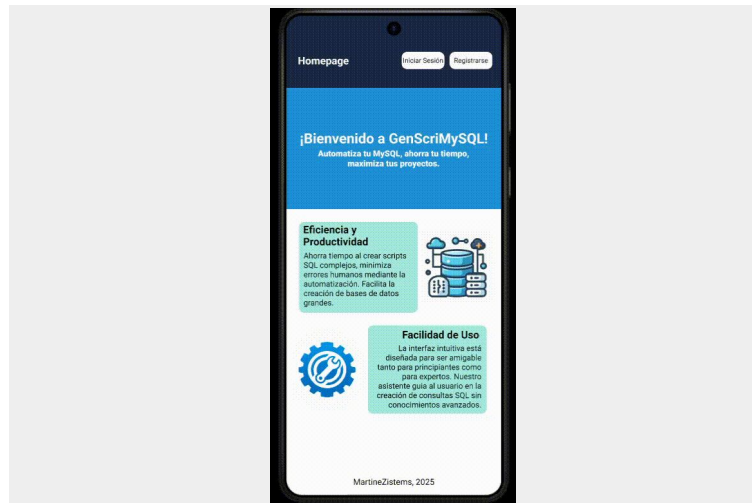 Homepage
Iniciar Sesión
Registrarse
¡Bienvenido a GenScriMySQL!
Automatiza tu MySQL, ahorra tu tiempo,
maximiza tus proyectos.
Eficiencia y
Productividad
Ahorra tiempo al crear scripts
SQL complejos, minimiza
errores humanos mediante la
automatización. Facilita la
creación de bases de datos
grandes.
Facilidad de Uso
La interfaz intuitiva está
diseñada para ser amigable
tanto para principiantes como
para expertos. Nuestro
asistente guia al usuario en la
creación de consultas SQL sin
conocimientos avanzados.
MartineZistems, 2025